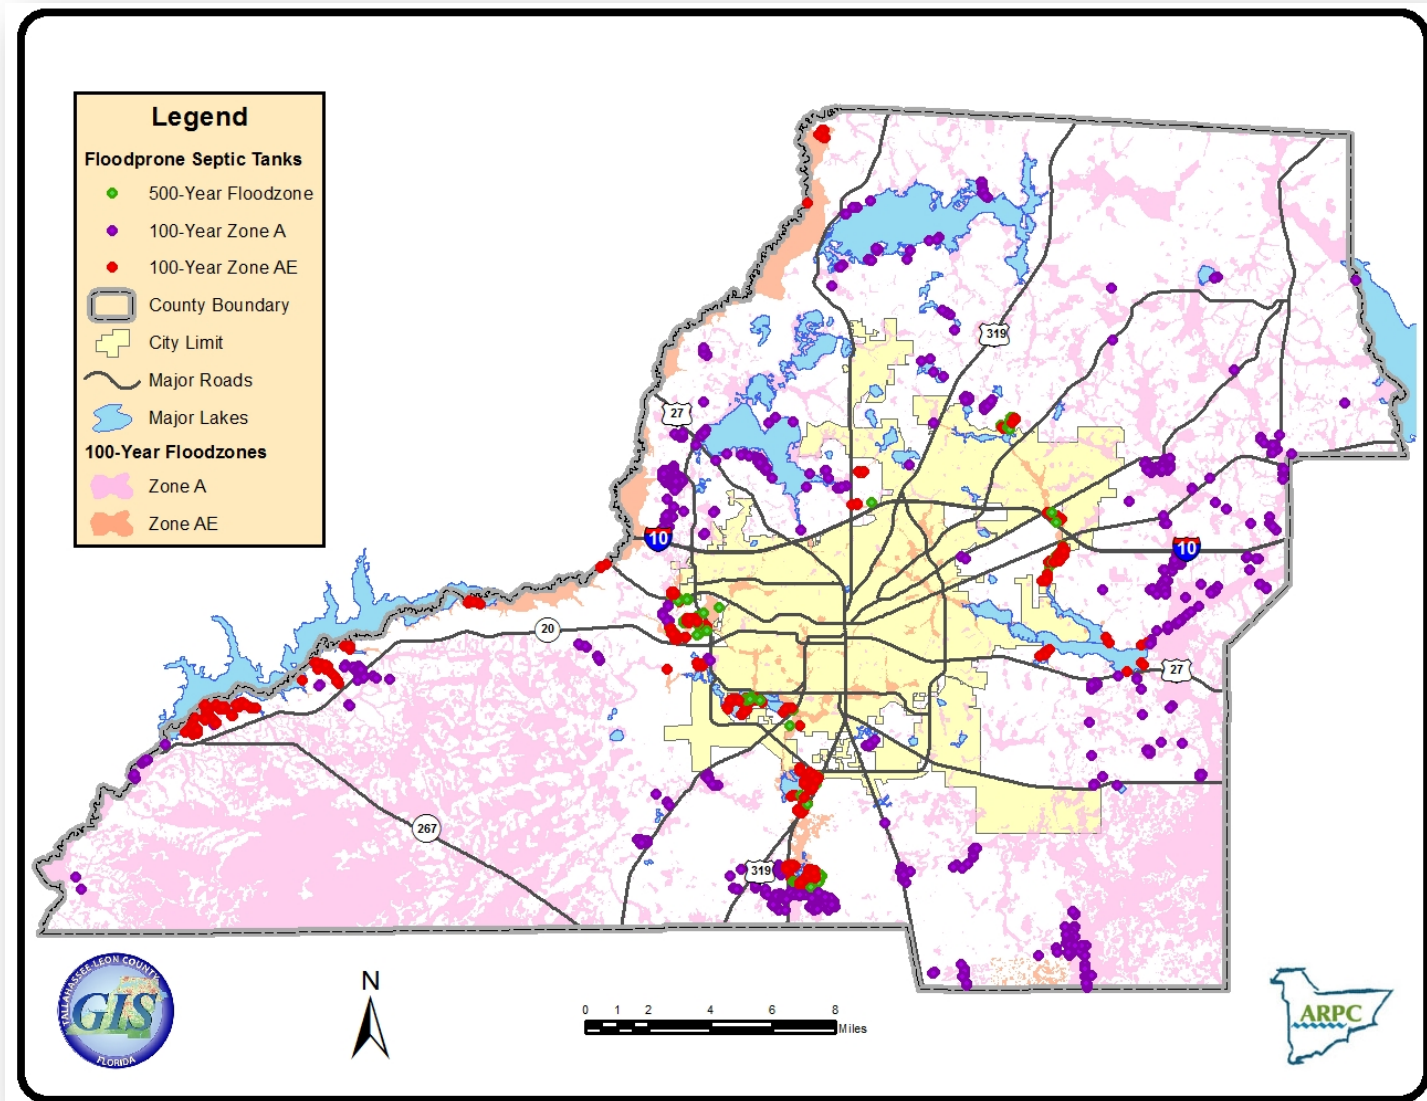 Legend
Floodprone Septic Tanks
500-Year Floodzone
100-Year Zone A
100-Year Zone AE
County Boundary
City Limit
Major Roads
Major Lakes
100-Year Floodzones
Zone A
Zone AE
319
27
10
10
20
27
267
319
TALLAHASSEE-LEON COUNTY
GIS
FLORIDA
N
0 1 2 4 6 8
Miles
ARPC